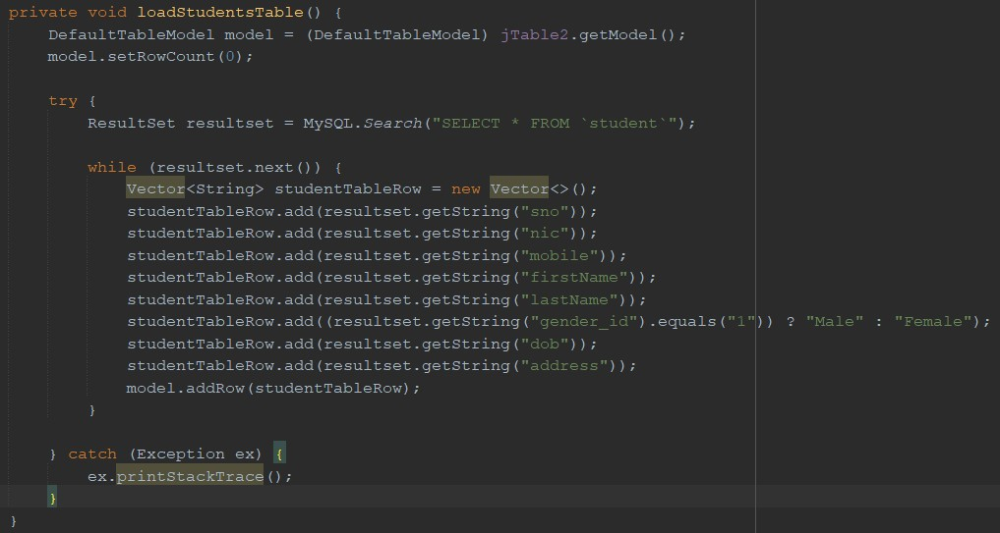 private void loadStudentsTable() {
    DefaultTableModel model = (DefaultTableModel) jTable2.getModel();
    model.setRowCount(0);

    try {
        ResultSet resultset = MySQL.Search("SELECT * FROM `student`");

        while (resultset.next()) {
            Vector<String> studentTableRow = new Vector<>();
            studentTableRow.add(resultset.getString("sno"));
            studentTableRow.add(resultset.getString("nic"));
            studentTableRow.add(resultset.getString("mobile"));
            studentTableRow.add(resultset.getString("firstName"));
            studentTableRow.add(resultset.getString("lastName"));
            studentTableRow.add((resultset.getString("gender_id").equals("1")) ? "Male" : "Female");
            studentTableRow.add(resultset.getString("dob"));
            studentTableRow.add(resultset.getString("address"));
            model.addRow(studentTableRow);
        }

    } catch (Exception ex) {
        ex.printStackTrace();
    }
}